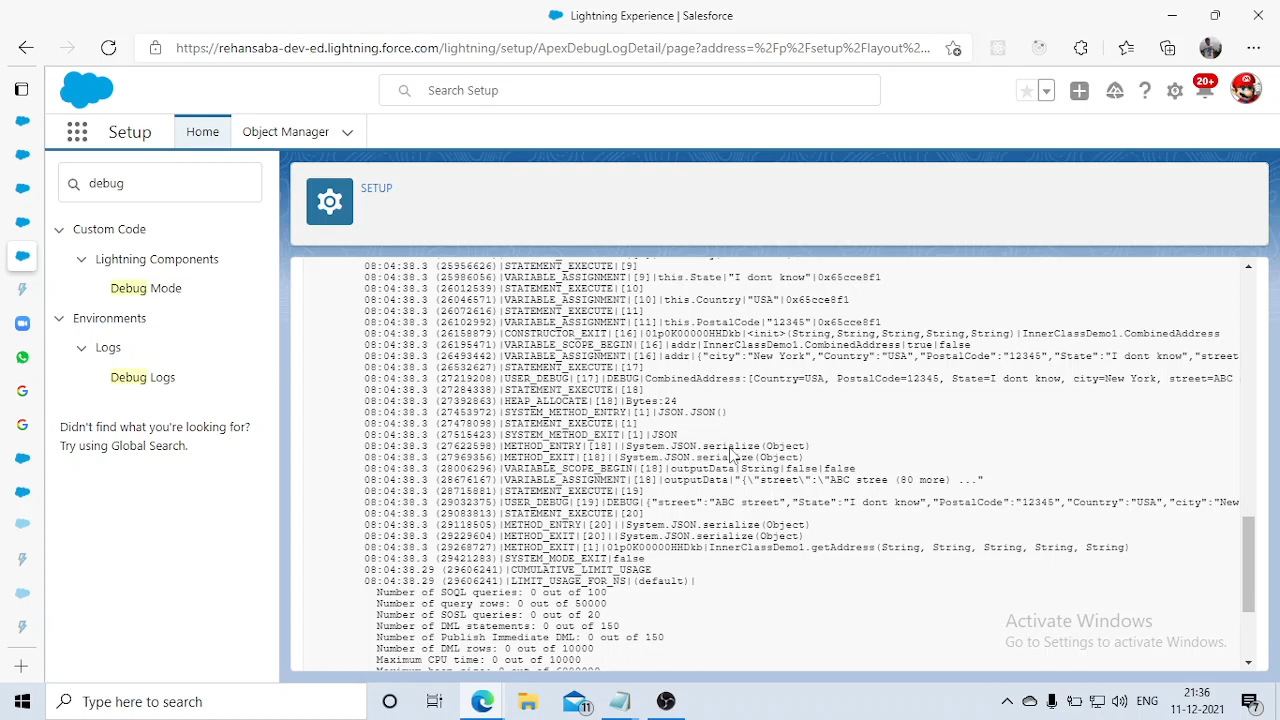 Lightning Experience | Salesforce
https://rehansaba-dev-ed.lightning.force.com/lightning/setup/ApexDebugLogDetail/page?address=%2Fp%2Fsetup%2Flayout%2...
Search Setup
20+
Setup
Home
Object Manager
debug
SETUP
Custom Code
Lightning Components
Debug Mode
Environments
Logs
Debug Logs
Didn't find what you're looking for?
Try using Global Search.
08:04:38.3 (25956626)|STATEMENT_EXECUTE|[9]
08:04:38.3 (25986056)|VARIABLE_ASSIGNMENT|[9]|this.State|"I dont know"|0x65cce8f1
08:04:38.3 (26012539)|STATEMENT_EXECUTE|[10]
08:04:38.3 (26046571)|VARIABLE_ASSIGNMENT|[10]|this.Country|"USA"|0x65cce8f1
08:04:38.3 (26072616)|STATEMENT_EXECUTE|[11]
08:04:38.3 (26102992)|VARIABLE_ASSIGNMENT|[11]|this.PostalCode|"12345"|0x65cce8f1
08:04:38.3 (26158879)|CONSTRUCTOR_EXIT|[16]|01p0K00000HHDkb|<init>(String,String,String,String,String)|InnerClassDemo1.CombinedAddress
08:04:38.3 (26195471)|VARIABLE_SCOPE_BEGIN|[16]|addr|InnerClassDemo1.CombinedAddress|true|false
08:04:38.3 (26493442)|VARIABLE_ASSIGNMENT|[16]|addr|{"city":"New York","Country":"USA","PostalCode":"12345","State":"I dont know","street
08:04:38.3 (26532627)|STATEMENT_EXECUTE|[17]
08:04:38.3 (27219208)|USER_DEBUG|[17]|DEBUG|CombinedAddress:[Country=USA, PostalCode=12345, State=I dont know, city=New York, street=ABC
08:04:38.3 (27284338)|STATEMENT_EXECUTE|[18]
08:04:38.3 (27392863)|HEAP_ALLOCATE|[18]|Bytes:24
08:04:38.3 (27453972)|SYSTEM_METHOD_ENTRY|[1]|JSON.JSON()
08:04:38.3 (27478098)|STATEMENT_EXECUTE|[1]
08:04:38.3 (27515423)|SYSTEM_METHOD_EXIT|[1]|JSON
08:04:38.3 (27622598)|METHOD_ENTRY|[18]||System.JSON.serialize(Object)
08:04:38.3 (27969356)|METHOD_EXIT|[18]||System.JSON.serialize(Object)
08:04:38.3 (28006296)|VARIABLE_SCOPE_BEGIN|[18]|outputData|String|false|false
08:04:38.3 (28676167)|VARIABLE_ASSIGNMENT|[18]|outputData|"{\"street\":\"ABC stree (80 more) ..."
08:04:38.3 (28715881)|STATEMENT_EXECUTE|[19]
08:04:38.3 (29032375)|USER_DEBUG|[19]|DEBUG|{"street":"ABC street","State":"I dont know","PostalCode":"12345","Country":"USA","city":"New
08:04:38.3 (29083813)|STATEMENT_EXECUTE|[20]
08:04:38.3 (29118505)|METHOD_ENTRY|[20]||System.JSON.serialize(Object)
08:04:38.3 (29229604)|METHOD_EXIT|[20]||System.JSON.serialize(Object)
08:04:38.3 (29268727)|METHOD_EXIT|[1]|01p0K00000HHDkb|InnerClassDemo1.getAddress(String, String, String, String, String)
08:04:38.3 (29421283)|SYSTEM_MODE_EXIT|false
08:04:38.29 (29606241)|CUMULATIVE_LIMIT_USAGE
08:04:38.29 (29606241)|LIMIT_USAGE_FOR_NS|(default)|
Number of SOQL queries: 0 out of 100
Number of query rows: 0 out of 50000
Number of SOSL queries: 0 out of 20
Number of DML statements: 0 out of 150
Number of Publish Immediate DML: 0 out of 150
Number of DML rows: 0 out of 10000
Maximum CPU time: 0 out of 10000
Activate Windows
Go to Settings to activate Windows.
Type here to search
11
ENG
21:36
11-12-2021
7